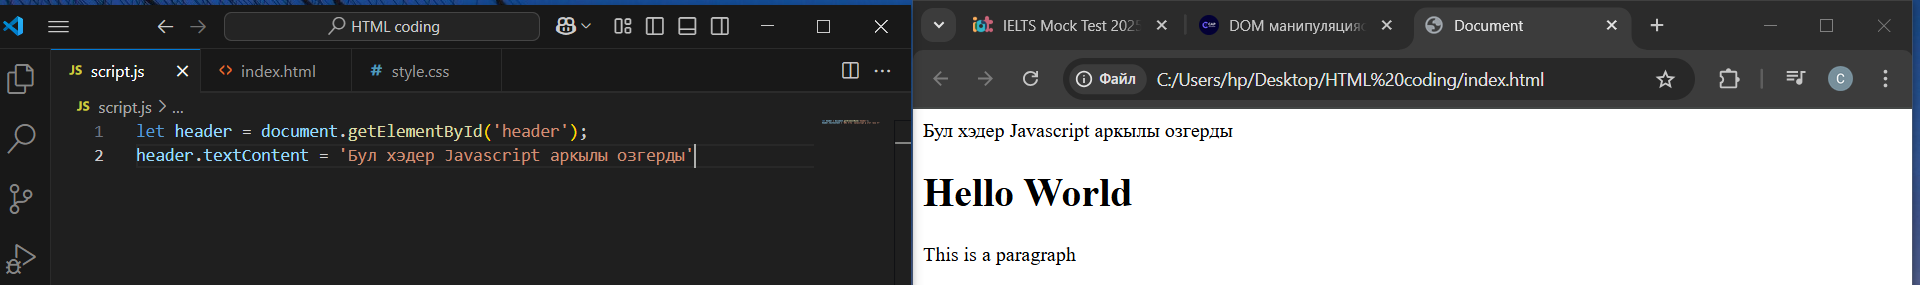 HTML coding
JS script.js
index.html
# style.css
JS script.js > ...
1 let header = document.getElementById('header');
2 header.textContent = 'Бул хэдер Javascript аркылы озгерды'
IELTS Mock Test 2025
DOM манипуляция
Document
Файл
C:/Users/hp/Desktop/HTML%20coding/index.html
C
Бул хэдер Javascript аркылы озгерды
Hello World
This is a paragraph